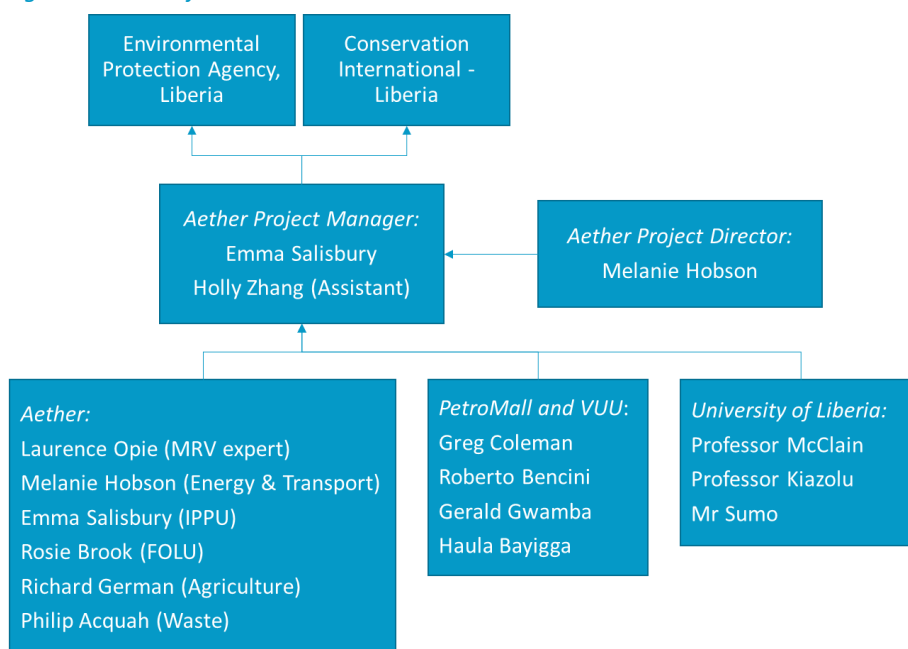 Environmental
Protection Agency,
Liberia
Conservation
International -
Liberia
Aether Project Manager:
Emma Salisbury
Holly Zhang (Assistant)
Aether Project Director:
Melanie Hobson
Aether:
Laurence Opie (MRV expert)
Melanie Hobson (Energy & Transport)
Emma Salisbury (IPPU)
Rosie Brook (FOLU)
Richard German (Agriculture)
Philip Acquah (Waste)
PetroMall and VUU:
Greg Coleman
Roberto Bencini
Gerald Gwamba
Haula Bayigga
University of Liberia:
Professor McClain
Professor Kiazolu
Mr Sumo